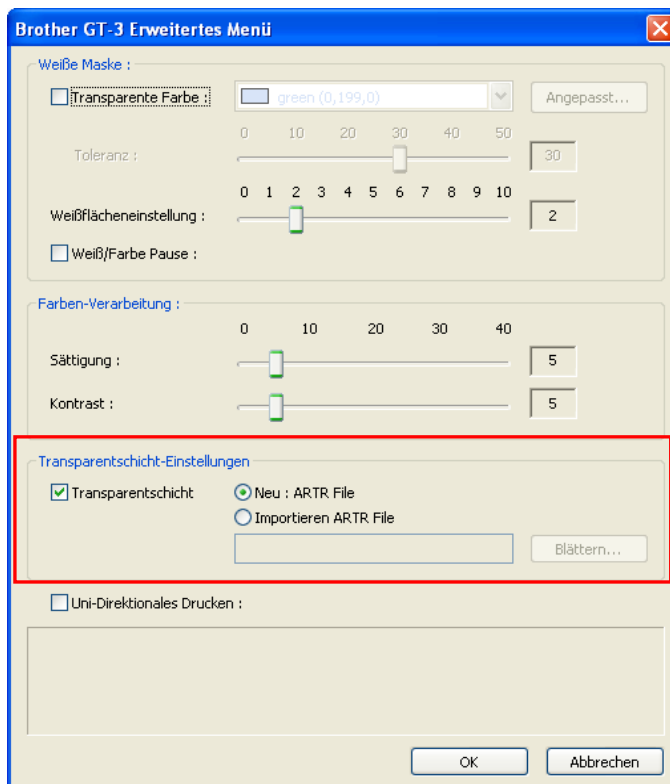 Brother GT-3 Erweitertes Menü
Weiße Maske :
Transparente Farbe : green (0,199,0) Angepasst...
0 10 20 30 40 50
Toleranz : 30
0 1 2 3 4 5 6 7 8 9 10
Weißflächeneinstellung : 2
Weiß/Farbe Pause :
Farben-Verarbeitung :
0 10 20 30 40
Sättigung : 5
Kontrast : 5
Transparentschicht-Einstellungen
Transparentschicht Neu : ARTR File
Importieren ARTR File
Blättern...
Uni-Direktionales Drucken :
OK Abbrechen